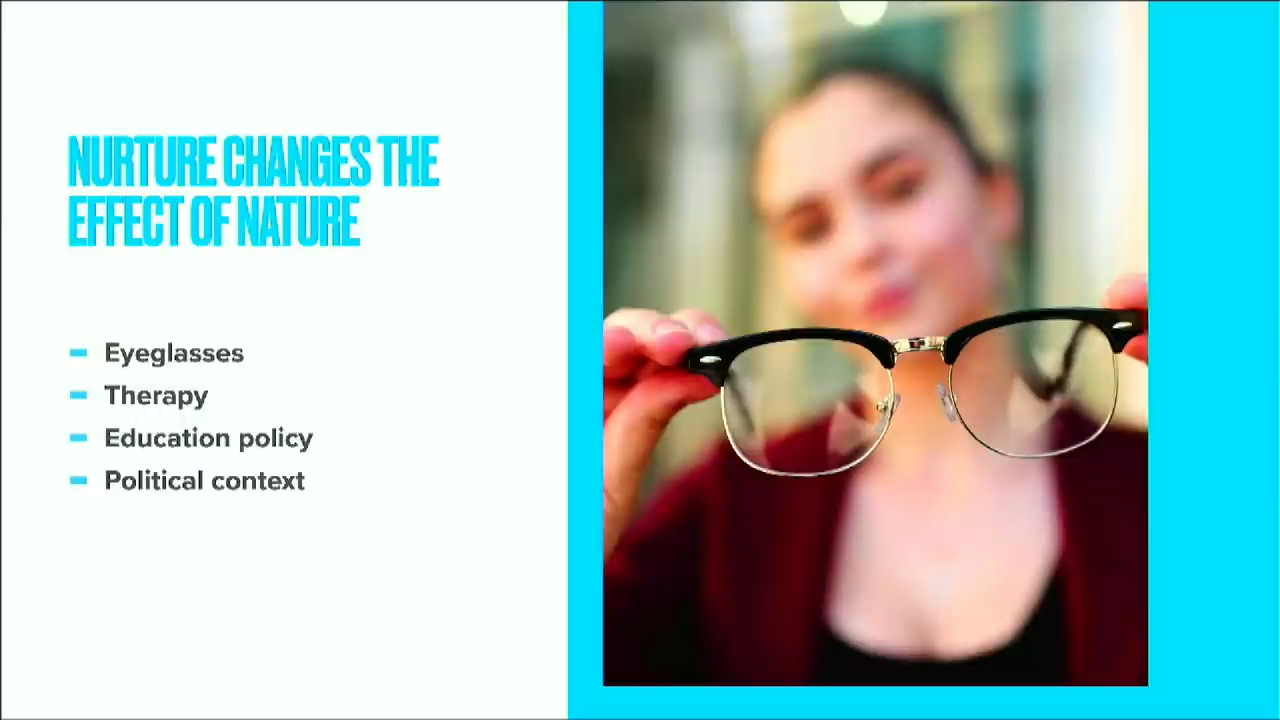 NURTURE CHANGES THE
EFFECT OF NATURE
Eyeglasses
Therapy
Education policy
Political context